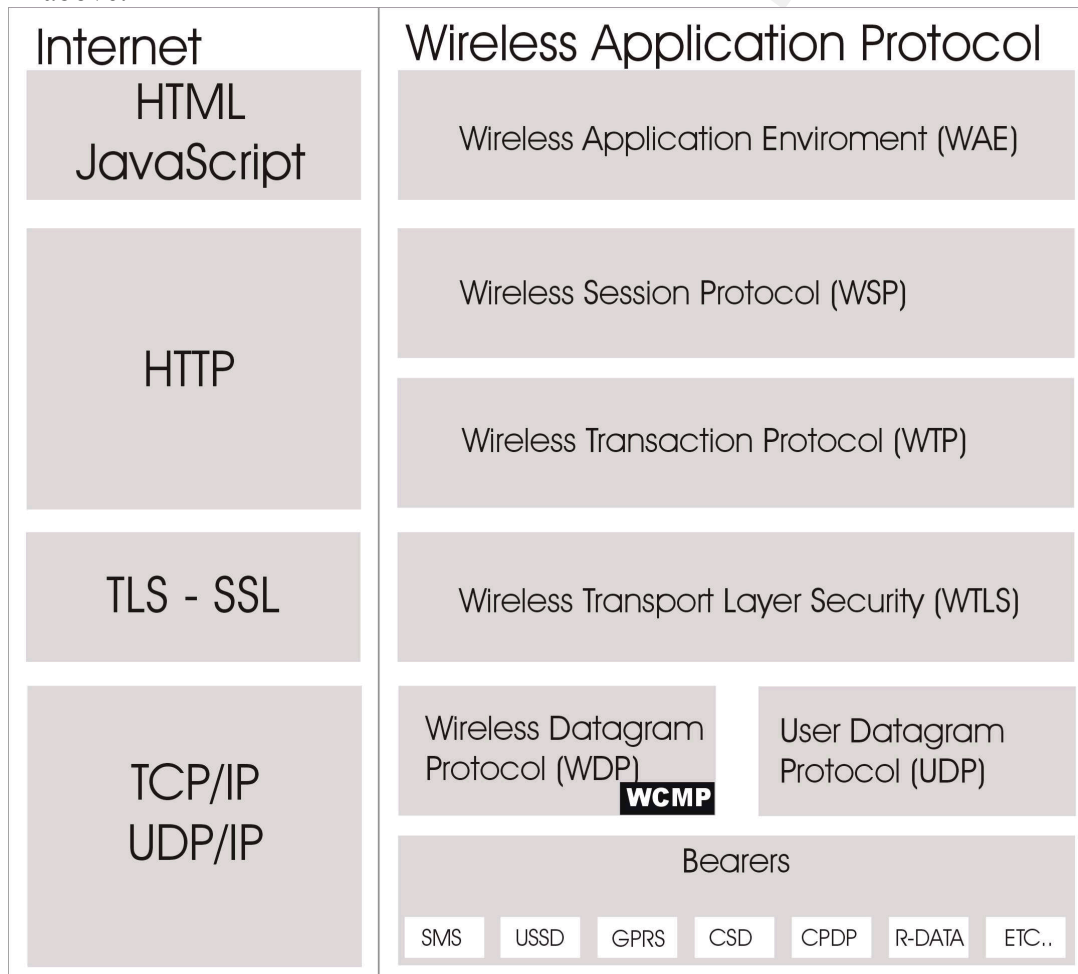 Internet
HTML
JavaScript
HTTP
TLS - SSL
TCP/IP
UDP/IP
Wireless Application Protocol
Wireless Application Enviroment (WAE)
Wireless Session Protocol (WSP)
Wireless Transaction Protocol (WTP)
Wireless Transport Layer Security (WTLS)
Wireless Datagram
Protocol (WDP)
WCMP
User Datagram
Protocol (UDP)
Bearers
SMS USSD GPRS CSD CPDP R-DATA ETC..